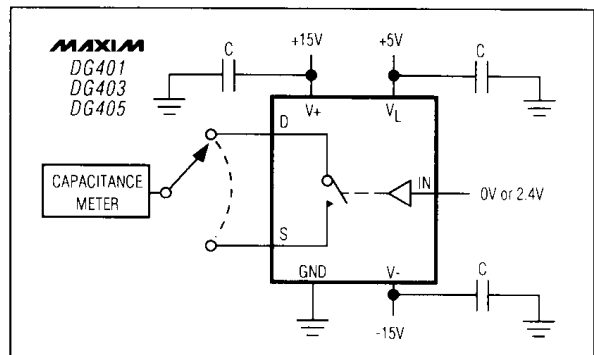 MAXIM
DG401
DG403
DG405
C
+15V
+5V
C
V+
VL
D
CAPACITANCE
METER
IN
0V or 2.4V
S
GND
V-
C
-15V